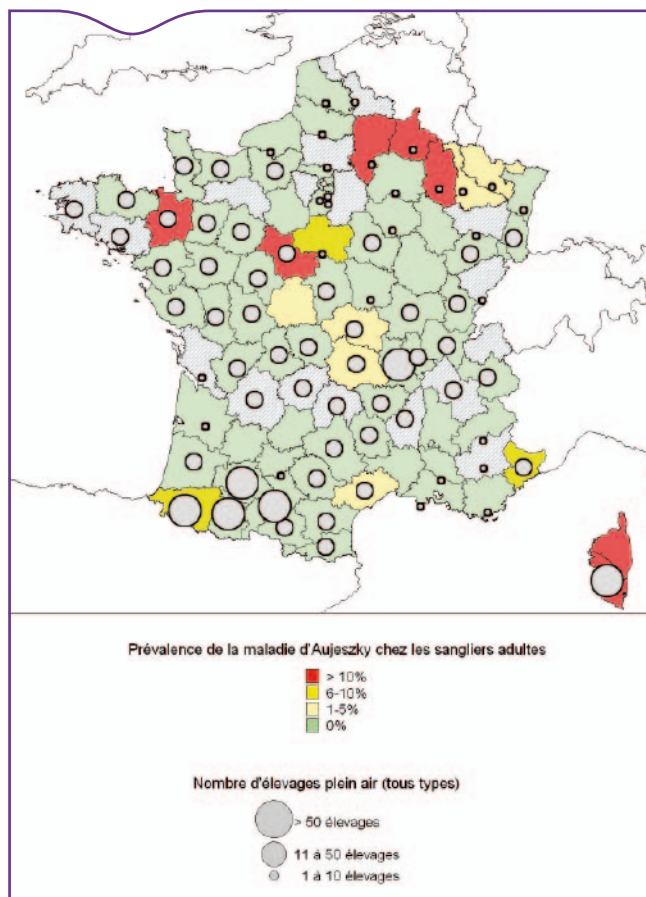 Prévalence de la maladie d'Aujeszky chez les sangliers adultes
> 10%
6-10%
1-5%
0%
Nombre d'élevages plein air (tous types)
> 50 élevages
11 à 50 élevages
1 à 10 élevages